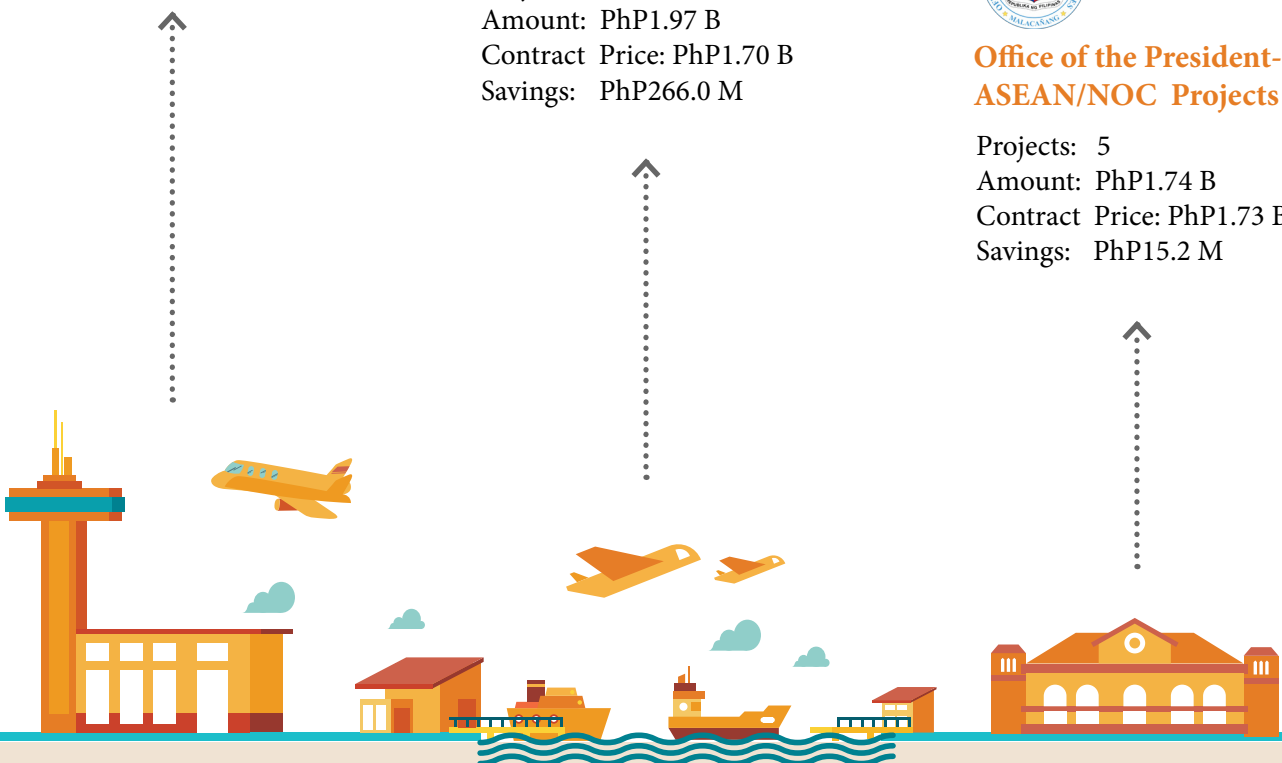 Amount: PhP1.97 B
Contract Price: PhP1.70 B
Savings: PhP266.0 M
MALACAÑANG
Office of the President-
ASEAN/NOC Projects
Projects: 5
Amount: PhP1.74 B
Contract Price: PhP1.73 B
Savings: PhP15.2 M